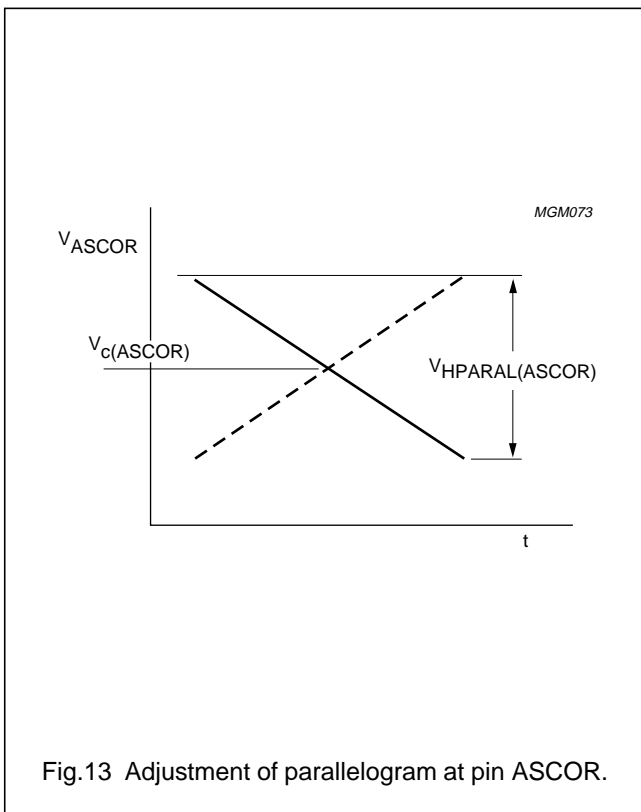 MGM073
VASCOR
Vc(ASCOR)
VHPARAL(ASCOR)
t
Fig.13 Adjustment of parallelogram at pin ASCOR.